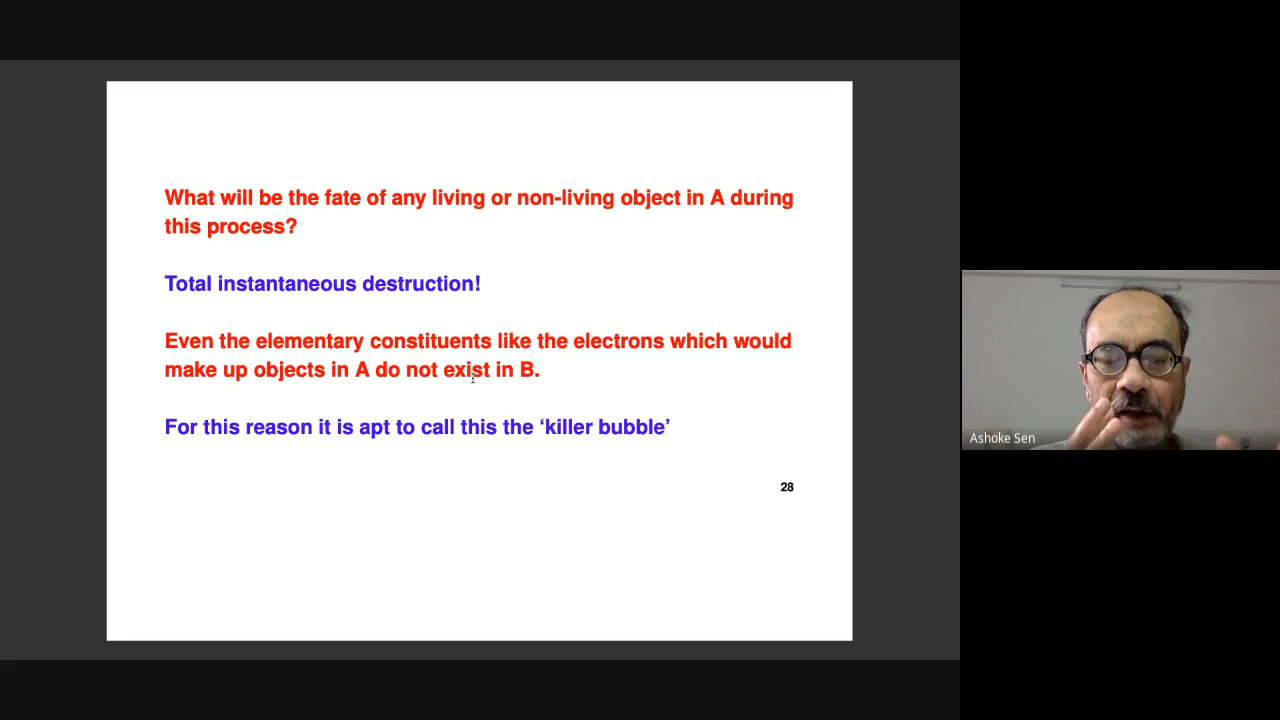 What will be the fate of any living or non-living object in A during
this process?
Total instantaneous destruction!
Even the elementary constituents like the electrons which would
make up objects in A do not exist in B.
For this reason it is apt to call this the ‘killer bubble’
28
Ashoke Sen